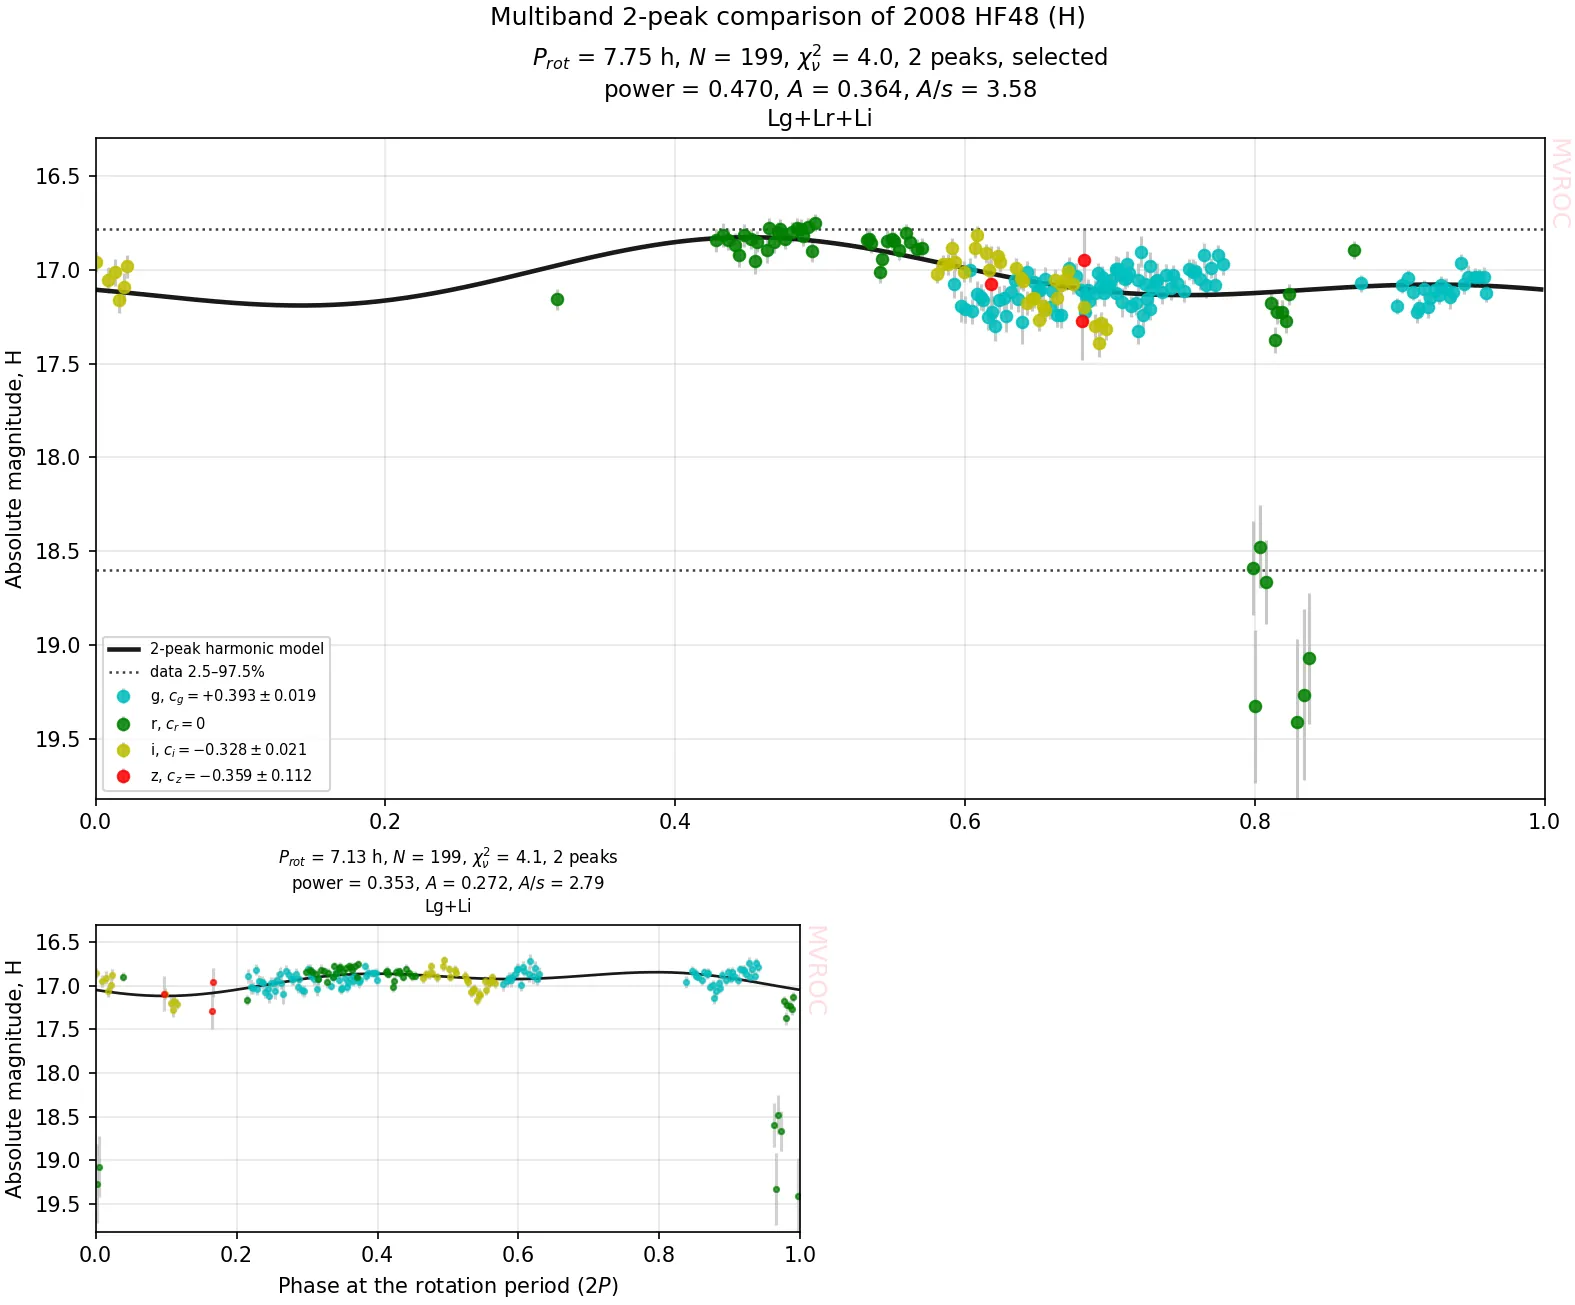 Multiband 2-peak comparison of 2008 HF48 (H)
P_rot = 7.75 h, N = 199, χ²_ν = 4.0, 2 peaks, selected
power = 0.470, A = 0.364, A/s = 3.58
Lg+Lr+Li
MVROC
Absolute magnitude, H
16.5
17.0
17.5
18.0
18.5
19.0
19.5
2-peak harmonic model
data 2.5–97.5%
g, c_g = +0.393 ± 0.019
r, c_r = 0
i, c_i = −0.328 ± 0.021
z, c_z = −0.359 ± 0.112
0.0 0.2 0.4 0.6 0.8 1.0
P_rot = 7.13 h, N = 199, χ²_ν = 4.1, 2 peaks
power = 0.353, A = 0.272, A/s = 2.79
Lg+Li
MVROC
Absolute magnitude, H
16.5
17.0
17.5
18.0
18.5
19.0
19.5
0.0 0.2 0.4 0.6 0.8 1.0
Phase at the rotation period (2P)